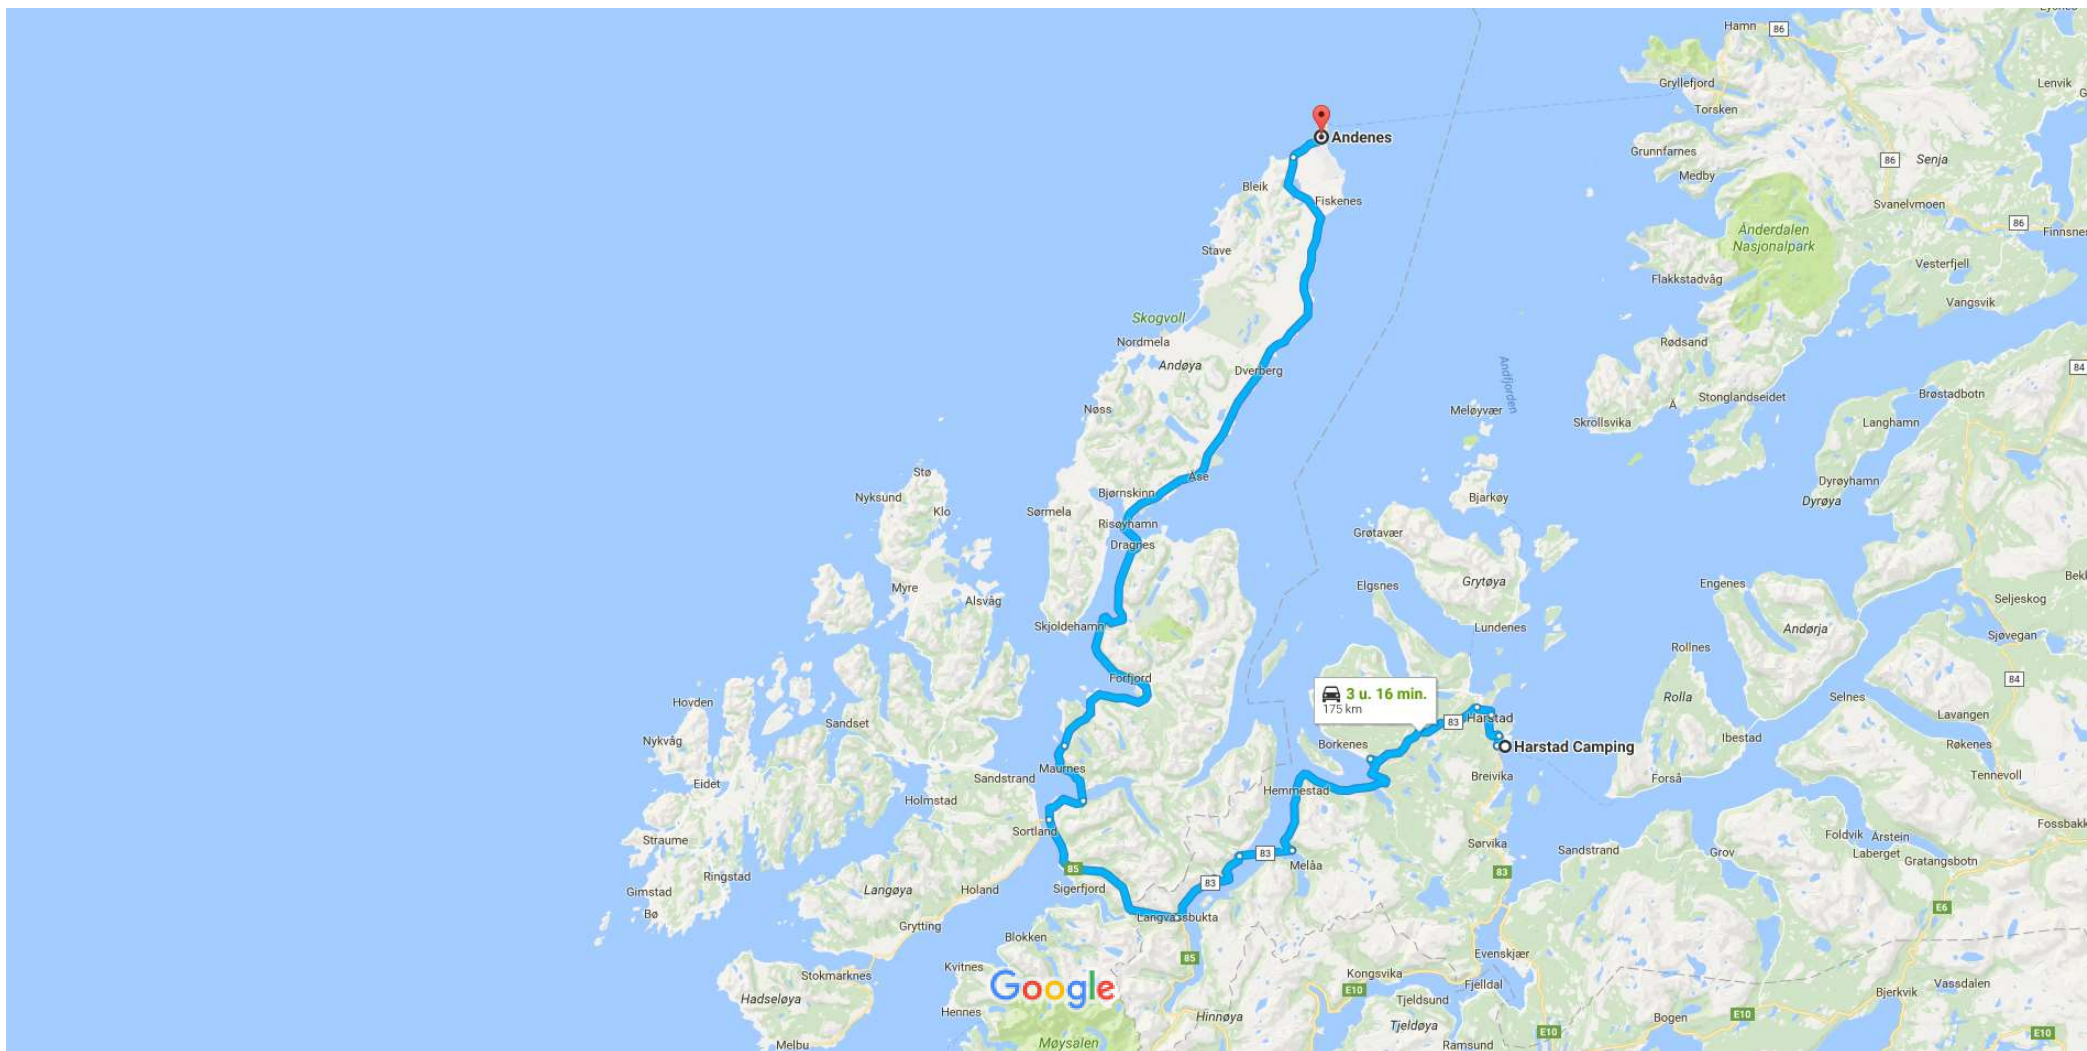 Hamn
86
Lenvik
Gryllefjord
Torsken
Andenes
Grunnfarnes
Medby
86
Senja
Bleik
Fiskenes
Svanelvmoen
86
Ånderdalen
Nasjonalpark
Stave
Vesterfjell
Flakkstadvåg
Vangsvik
Skogvoll
Nordmela
Rødsand
Andøya
Dverberg
84
Andfjorden
Brøstadbotn
Stonglandseidet
Å
Nøss
Meløyvær
Skrollsvika
Langhamn
Stø
Åse
Dyrøyhamn
Dyrøya
Nyksund
Bjørnskinn
Bjarkøy
Klo
Sørmela
Risøyhamn
Grøtavær
Dragnes
Grytøya
Engenes
Myre
Elgsnes
Alsvåg
Seljeskog
Skjoldehamn
Lundenes
Andørja
Sjøvegan
Rollnes
Forfjord
84
Hovden
3 u. 16 min.
175 km
Rolla
Selnes
Sandset
83
Harstad
Lavangen
Nykvåg
Borkenes
Harstad Camping
Ibestad
Røkenes
Maurnes
Sandstrand
Breivika
Forså
Tennevoll
Eidet
Holmstad
Hemmestad
Sortland
Straume
Sørvika
Foldvik
Årstein
Fossbakk
Sandstrand
Grov
Laberget
Gratangsbotn
83
Melåa
85
83
83
Ringstad
Gimstad
Langøya
Holand
Sigerfjord
Bø
Langvassbukta
E6
Grytting
Blokken
85
Evenskjær
Stokmarknes
Kvitnes
Kongsvika
Fjelldal
Vassdalen
Google
E10
Bjerkvik
Hadseløya
Tjeldsund
Hennes
Hinnøya
Tjeldøya
Bogen
E10
E10
E10
Melbu
Møysalen
Ramsund